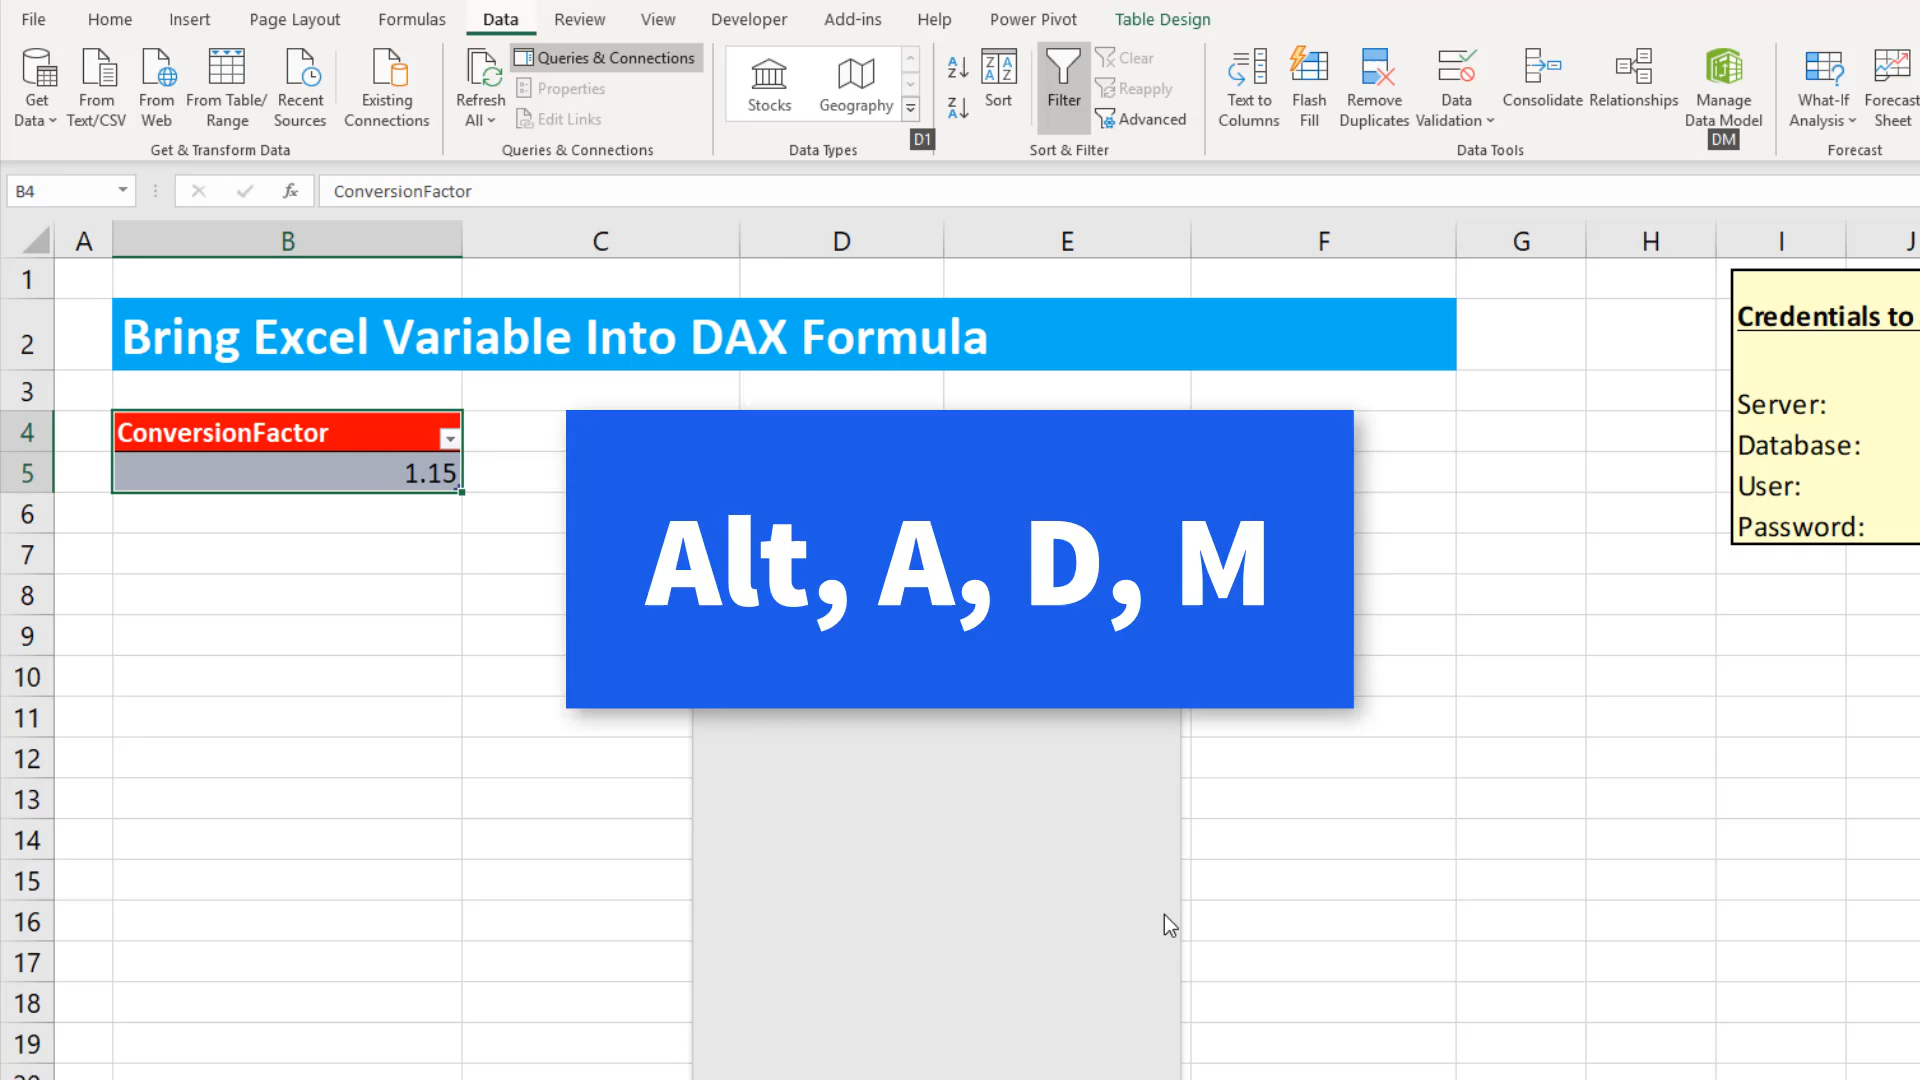 File Home Insert Page Layout Formulas Data Review View Developer Add-ins Help Power Pivot Table Design
Get Data
From Text/CSV
From Web
From Table/ Range
Recent Sources
Existing Connections
Get & Transform Data
Refresh All
Queries & Connections
Properties
Edit Links
Queries & Connections
Stocks
Geography
D1
Data Types
A Z
Z A
Z A A Z
Sort
Filter
Clear
Reapply
Advanced
Sort & Filter
Text to Columns
Flash Fill
Remove Duplicates
Data Validation
Consolidate
Relationships
Manage Data Model
DM
Data Tools
What-If Analysis
Forecast Sheet
Forecast
B4
fx
ConversionFactor
A B C D E F G H I J
1
2
3
4
5
6
7
8
9
10
11
12
13
14
15
16
17
18
19
20
Bring Excel Variable Into DAX Formula
ConversionFactor
1.15
Alt, A, D, M
Credentials to
Server:
Database:
User:
Password: